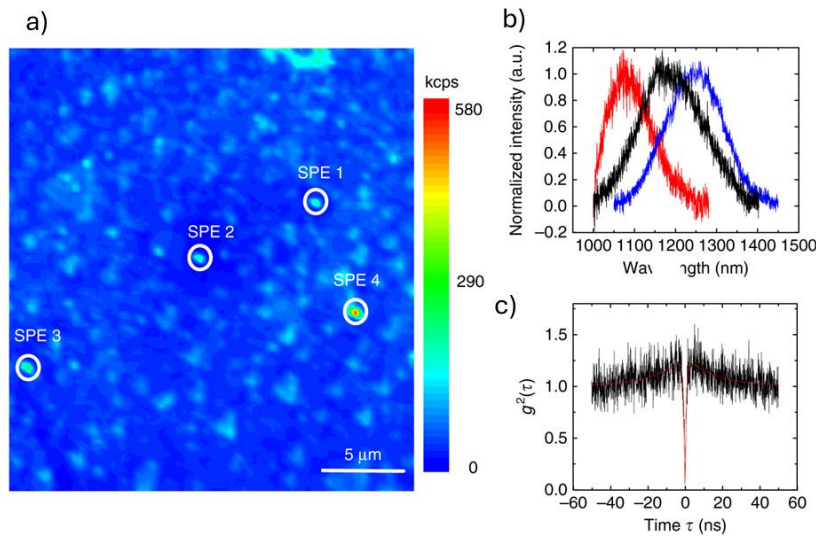 a)
kcps
580
290
0
SPE 1
SPE 2
SPE 4
SPE 3
5 μm
b)
Normalized intensity (a.u.)
1.2
1.0
0.8
0.6
0.4
0.2
0.0
−0.2
1000 1100 1200 1300 1400 1500
(nm)
c)
g²(τ)
1.5
1.0
0.5
0.0
−60 −40 −20 0 20 40 60
Time τ (ns)